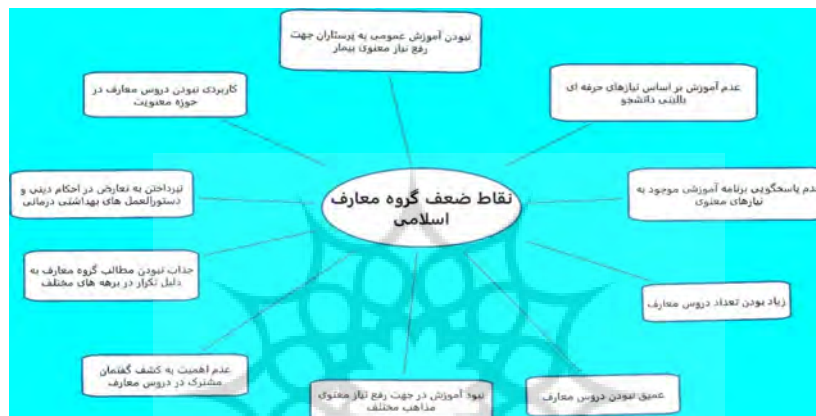 نبودن آموزش عمومی به پرستاران جهت
رفع نیاز معنوی بیمار
عدم آموزش بر اساس نیازهای حرفه ای
بالینی دانشجو
کاربردی نبودن دروس معارف در
حوزه معنویت
نپرداختن به تعارض در احکام دینی و
دستورالعمل های بهداشتی درمانی
نقاط ضعف گروه معارف
اسلامی
عدم پاسخگویی برنامه آموزشی موجود به
نیازهای معنوی
جذاب نبودن مطالب گروه معارف به
دلیل تکرار در برهه های مختلف
زیاد بودن تعداد دروس معارف
عدم اهمیت به کشف گفتمان
مشترک در دروس معارف
نبود آموزش در جهت رفع نیاز معنوی
مذاهب مختلف
عمیق نبودن دروس معارف